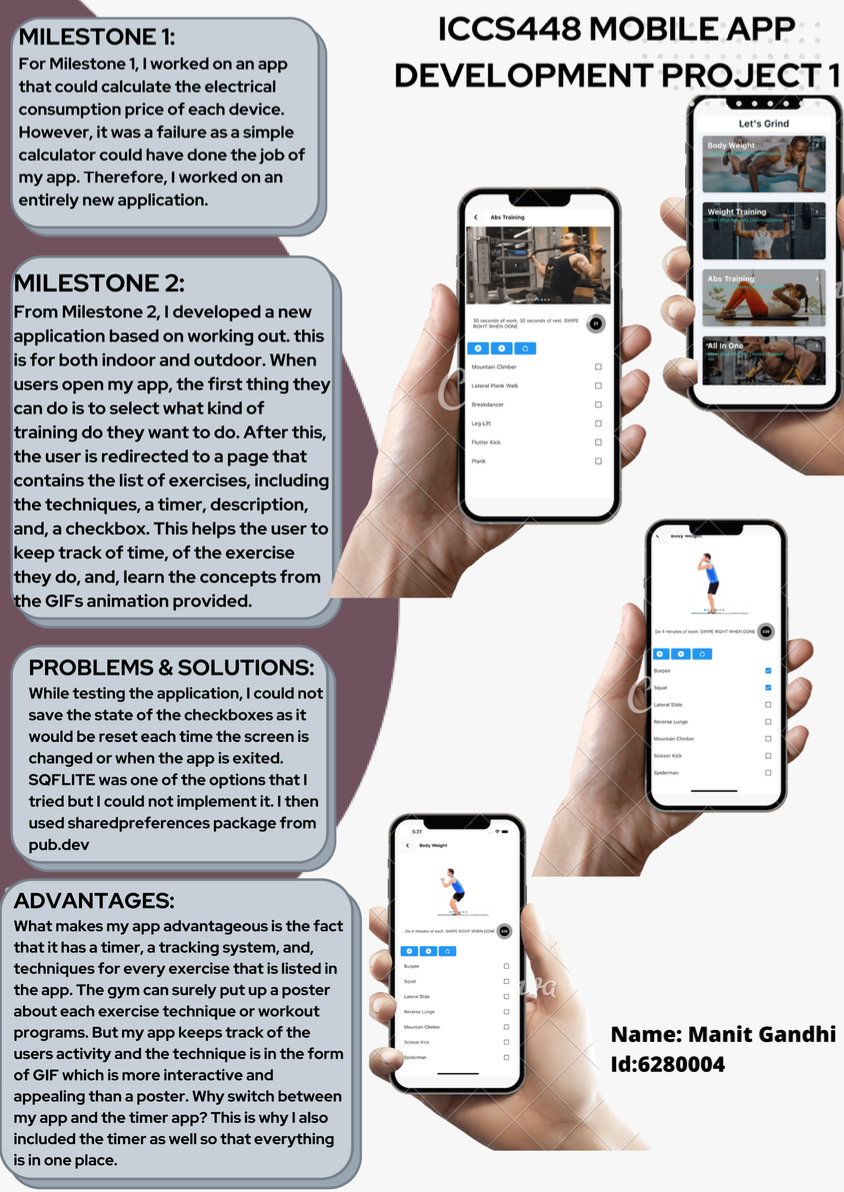 ICCS448 MOBILE APP
DEVELOPMENT PROJECT 1
MILESTONE 1:
For Milestone 1, I worked on an app
that could calculate the electrical
consumption price of each device.
However, it was a failure as a simple
calculator could have done the job of
my app. Therefore, I worked on an
entirely new application.
MILESTONE 2:
From Milestone 2, I developed a new
application based on working out. this
is for both indoor and outdoor. When
users open my app, the first thing they
can do is to select what kind of
training do they want to do. After this,
the user is redirected to a page that
contains the list of exercises, including
the techniques, a timer, description,
and, a checkbox. This helps the user to
keep track of time, of the exercise
they do, and, learn the concepts from
the GIFs animation provided.
PROBLEMS & SOLUTIONS:
While testing the application, I could not
save the state of the checkboxes as it
would be reset each time the screen is
changed or when the app is exited.
SQFLITE was one of the options that I
tried but I could not implement it. I then
used sharedpreferences package from
pub.dev
ADVANTAGES:
What makes my app advantageous is the fact
that it has a timer, a tracking system, and,
techniques for every exercise that is listed in
the app. The gym can surely put up a poster
about each exercise technique or workout
programs. But my app keeps track of the
users activity and the technique is in the form
of GIF which is more interactive and
appealing than a poster. Why switch between
my app and the timer app? This is why I also
included the timer as well so that everything
is in one place.
Let's Grind
Body Weight
Weight Training
Abs Training
All In One
Abs Training
30 seconds of work, 30 seconds of rest. SWIPE
RIGHT WHEN DONE
Mountain Climber
Lateral Plank Walk
Breakdancer
Leg Lift
Flutter Kick
Plank
Body Weight
Do 4 minutes of each. SWIPE RIGHT WHEN DONE
Burpee
Squat
Lateral Slide
Reverse Lunge
Mountain Climber
Scissor Kick
Spiderman
5:27
Body Weight
Do 4 minutes of each. SWIPE RIGHT WHEN DONE
Burpee
Squat
Lateral Slide
Reverse Lunge
Mountain Climber
Scissor Kick
Spiderman
Name: Manit Gandhi
Id:6280004